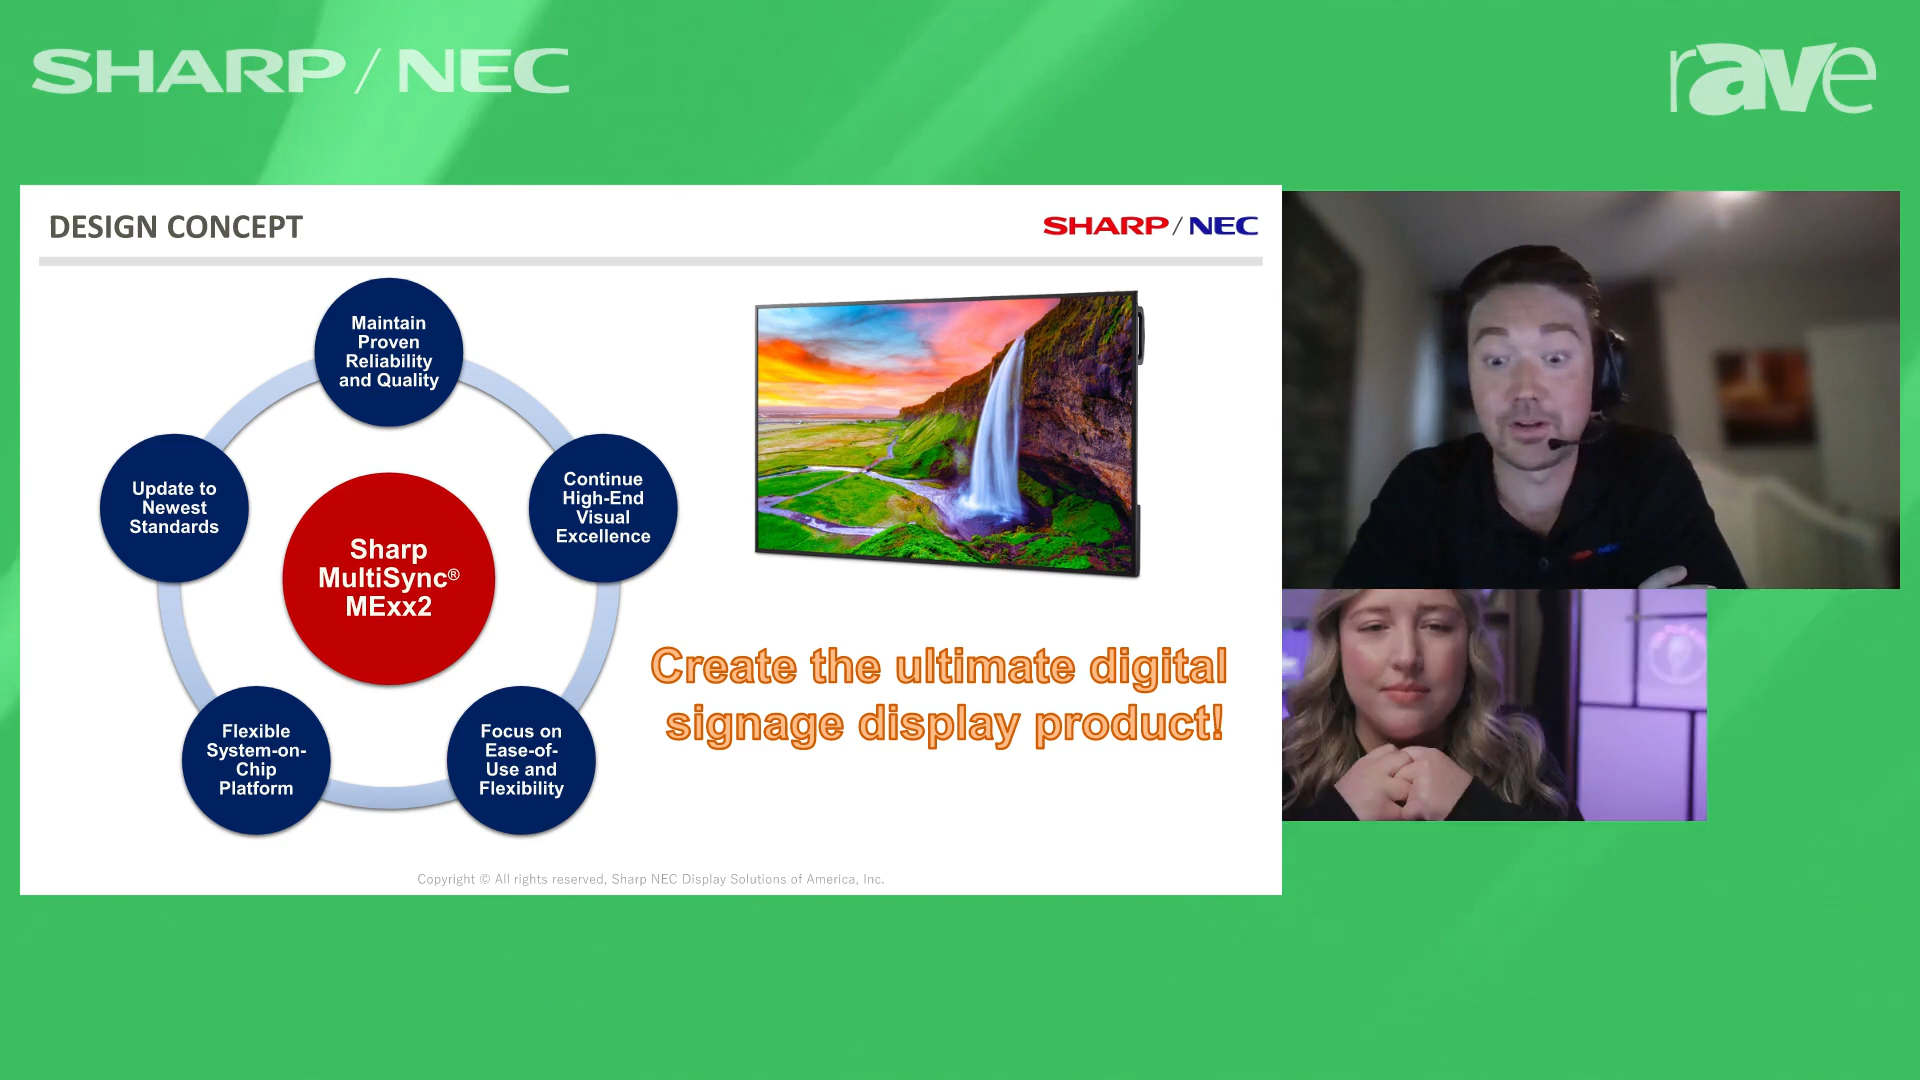 SHARP/NEC
rave
DESIGN CONCEPT
SHARP/NEC
Maintain
Proven
Reliability
and Quality
Update to
Newest
Standards
Continue
High-End
Visual
Excellence
Sharp
MultiSync®
MExx2
Flexible
System-on-
Chip
Platform
Focus on
Ease-of-
Use and
Flexibility
Create the ultimate digital
signage display product!
Copyright © All rights reserved, Sharp NEC Display Solutions of America, Inc.